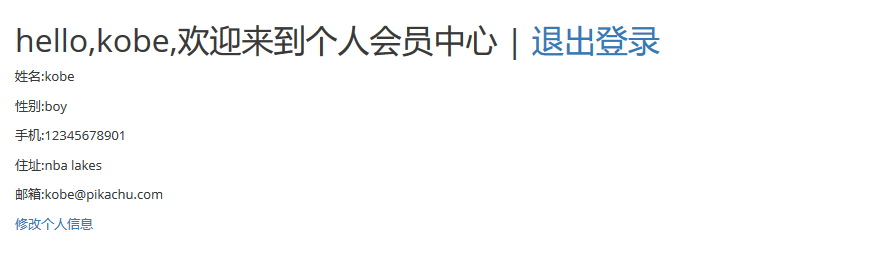 hello,kobe,欢迎来到个人会员中心 | 退出登录
姓名:kobe
性别:boy
手机:12345678901
住址:nba lakes
邮箱:kobe@pikachu.com
修改个人信息